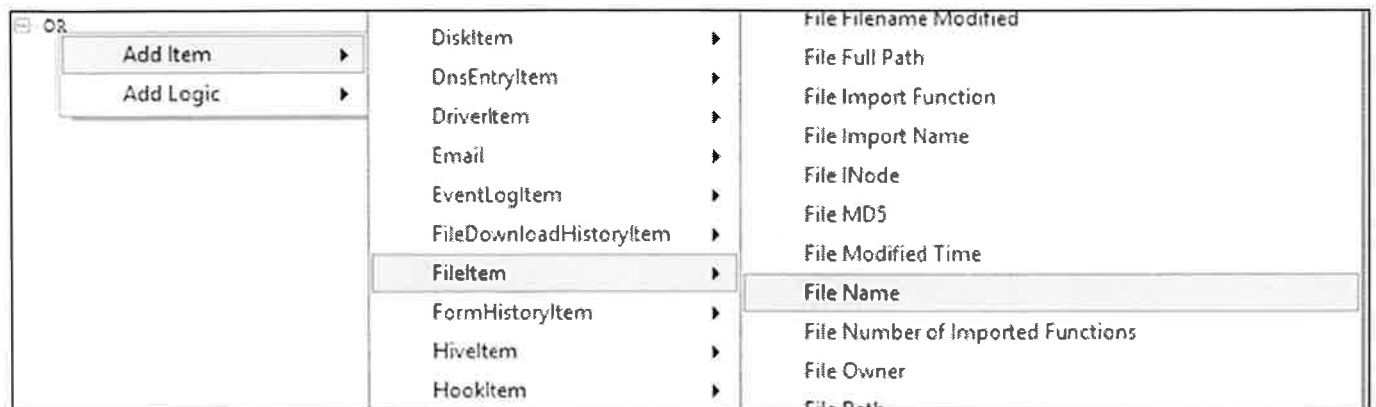 OR
Add Item
Add Logic
DiskItem
DnsEntryItem
DriverItem
Email
EventLogItem
FileDownloadHistoryItem
FileItem
FormHistoryItem
HiveItem
HookItem
File Filename Modified
File Full Path
File Import Function
File Import Name
File INode
File MD5
File Modified Time
File Name
File Number of Imported Functions
File Owner
File Path